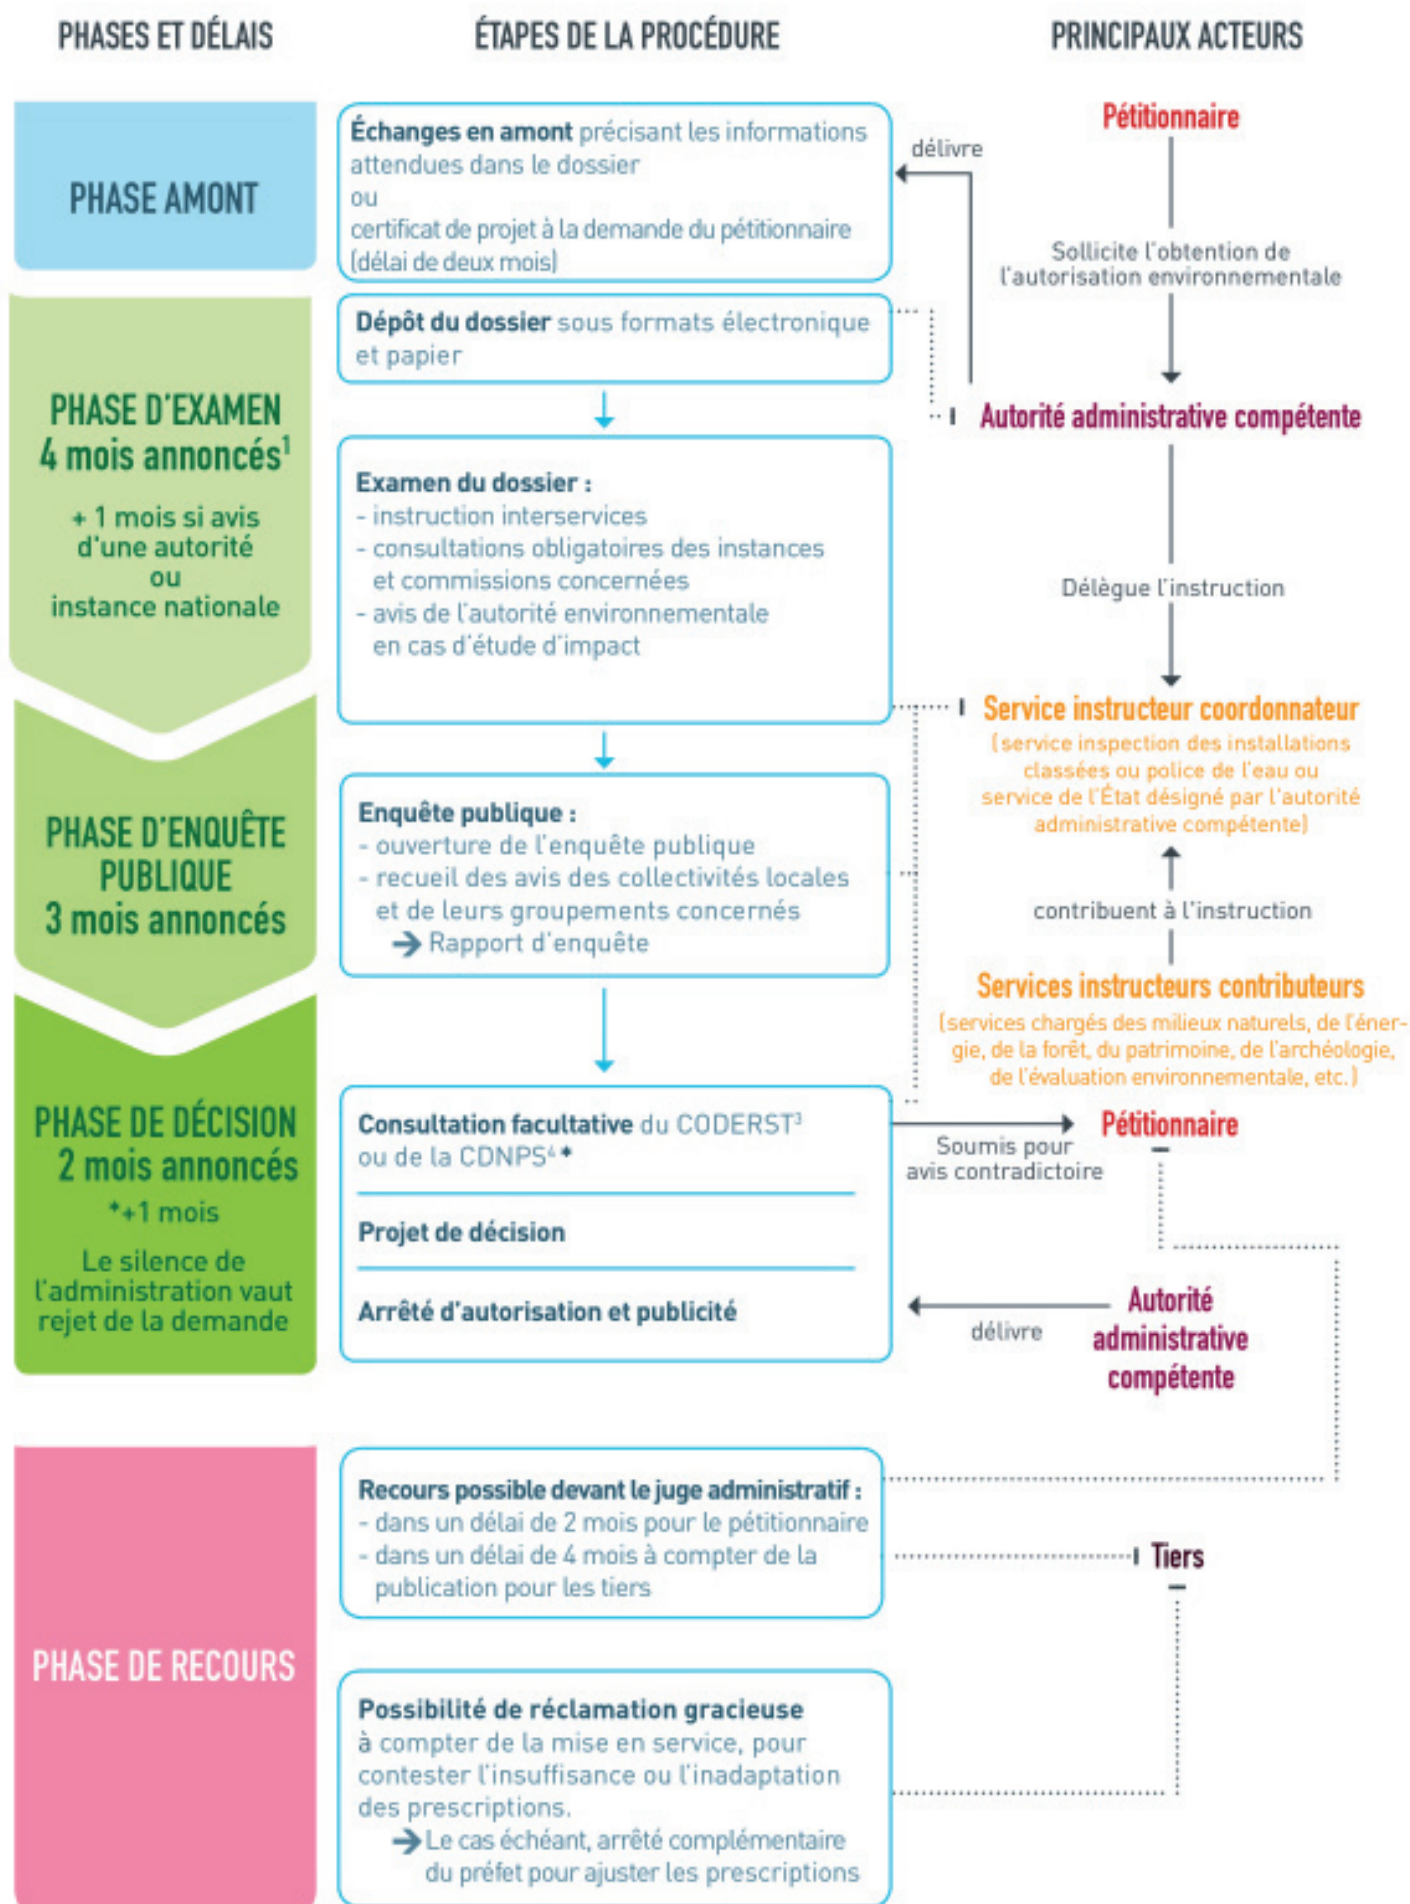 PHASES ET DÉLAIS
ÉTAPES DE LA PROCÉDURE
PRINCIPAUX ACTEURS
PHASE AMONT
Échanges en amont précisant les informations
attendues dans le dossier
ou
certificat de projet à la demande du pétitionnaire
(délai de deux mois)
délivre
Pétitionnaire
Sollicite l'obtention de
l'autorisation environnementale
PHASE D'EXAMEN
4 mois annoncés¹
+ 1 mois si avis
d'une autorité
ou
instance nationale
Dépôt du dossier sous formats électronique
et papier
Autorité administrative compétente
Examen du dossier :
- instruction interservices
- consultations obligatoires des instances
et commissions concernées
- avis de l'autorité environnementale
en cas d'étude d'impact
Délègue l'instruction
Service instructeur coordonnateur
(service inspection des installations
classées ou police de l'eau ou
service de l'État désigné par l'autorité
administrative compétente)
PHASE D'ENQUÊTE
PUBLIQUE
3 mois annoncés
Enquête publique :
- ouverture de l'enquête publique
- recueil des avis des collectivités locales
et de leurs groupements concernés
→ Rapport d'enquête
contribuent à l'instruction
Services instructeurs contributeurs
(services chargés des milieux naturels, de l'éner-
gie, de la forêt, du patrimoine, de l'archéologie,
de l'évaluation environnementale, etc.)
PHASE DE DÉCISION
2 mois annoncés
*+1 mois
Le silence de
l'administration vaut
rejet de la demande
Consultation facultative du CODERST³
ou de la CDNPS⁴*
Projet de décision
Arrêté d'autorisation et publicité
Soumis pour
avis contradictoire
Pétitionnaire
délivre
Autorité
administrative
compétente
PHASE DE RECOURS
Recours possible devant le juge administratif :
- dans un délai de 2 mois pour le pétitionnaire
- dans un délai de 4 mois à compter de la
publication pour les tiers
Tiers
Possibilité de réclamation gracieuse
à compter de la mise en service, pour
contester l'insuffisance ou l'inadaptation
des prescriptions.
→ Le cas échéant, arrêté complémentaire
du préfet pour ajuster les prescriptions